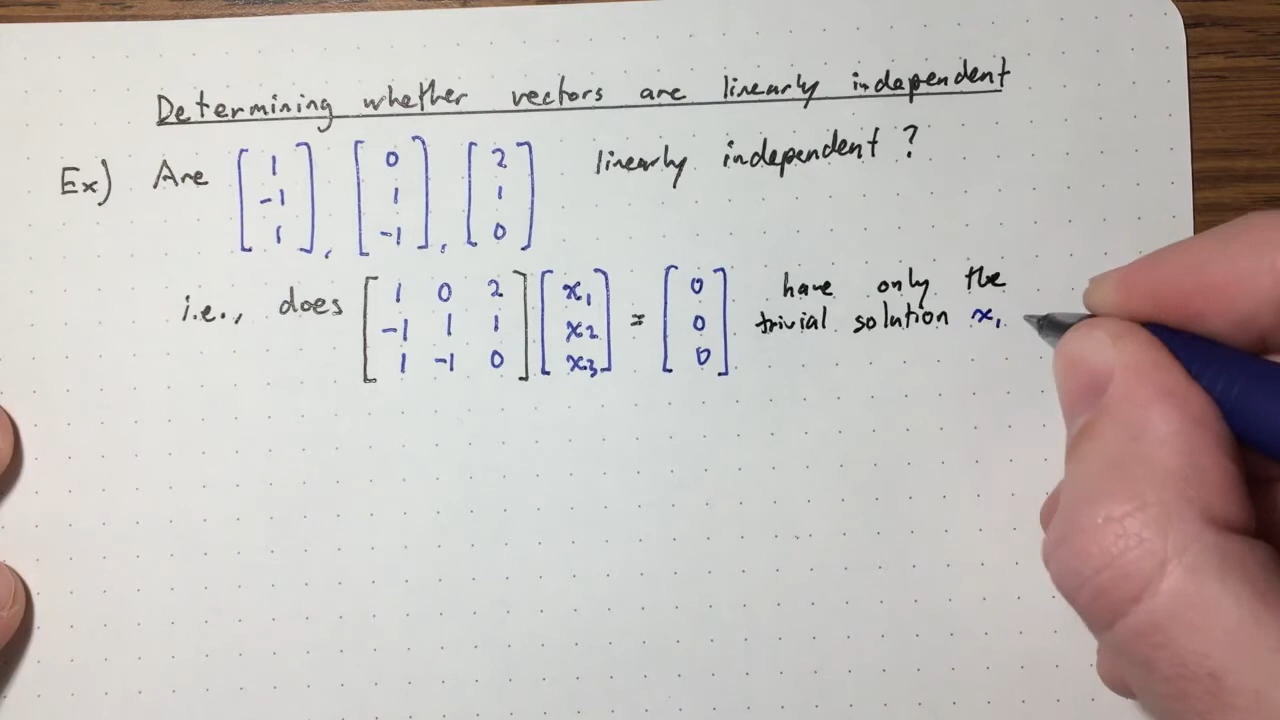 Determining whether vectors are linearly independent
Ex) Are [1 -1 1], [0 1 -1], [2 1 0] linearly independent?
i.e., does [1 0 2; -1 1 1; 1 -1 0] [x₁ x₂ x₃] = [0 0 0] have only the
trivial solution x₁